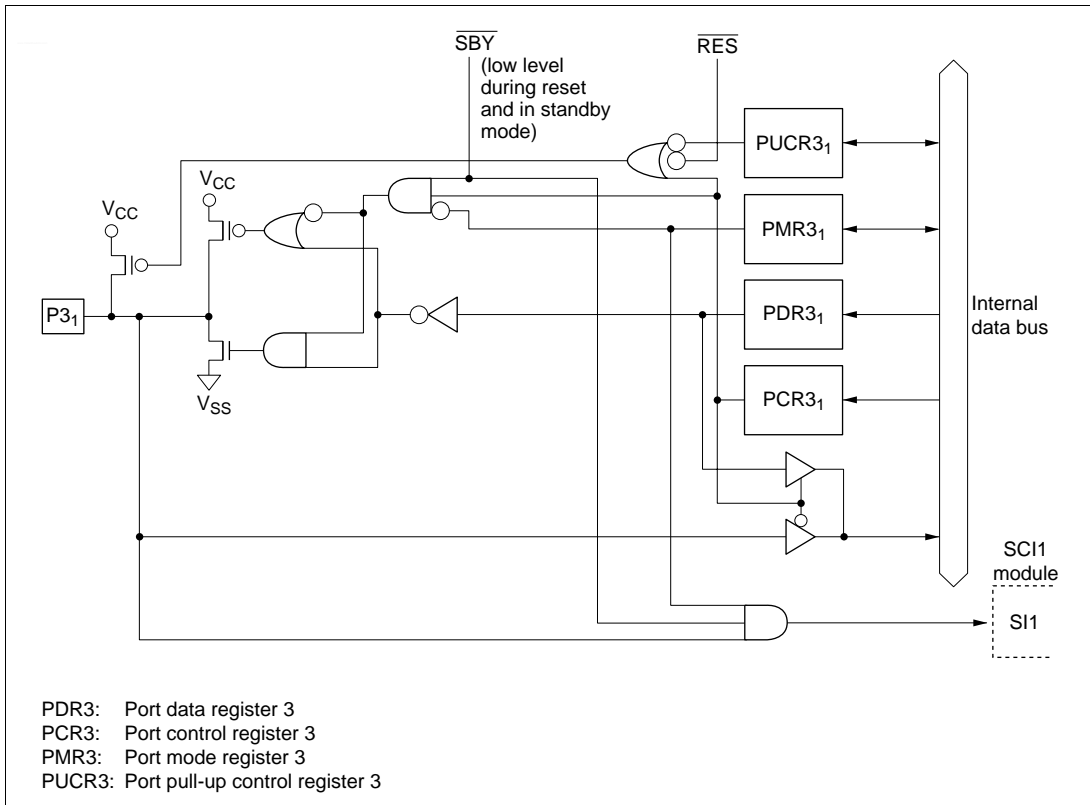 SBY
(low level
during reset
and in standby
mode)
RES
PUCR3₁
VCC
VCC
PMR3₁
P3₁
PDR3₁
Internal
data bus
VSS
PCR3₁
SCI1
module
SI1
PDR3: Port data register 3
PCR3: Port control register 3
PMR3: Port mode register 3
PUCR3: Port pull-up control register 3